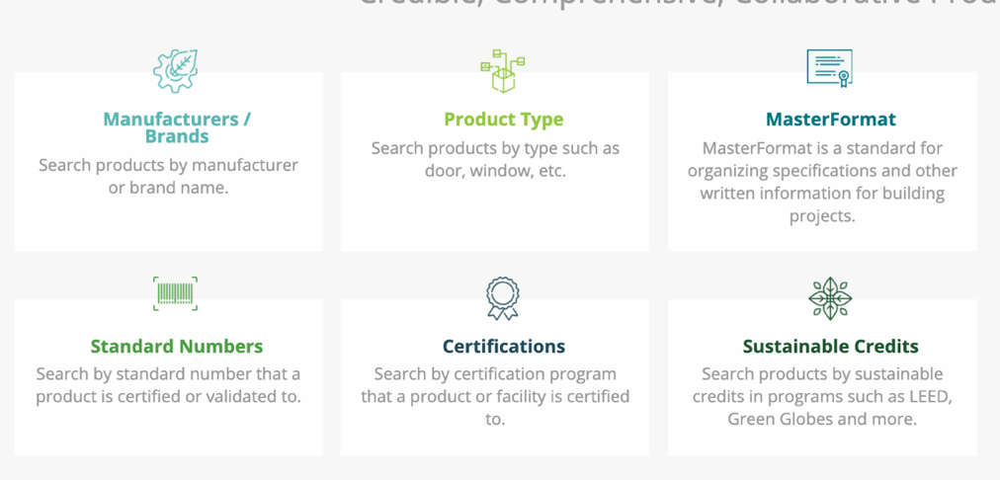 Credible, Comprehensive, Collaborative
Manufacturers /
Brands
Search products by manufacturer
or brand name.
Product Type
Search products by type such as
door, window, etc.
MasterFormat
MasterFormat is a standard for
organizing specifications and other
written information for building
projects.
Standard Numbers
Search by standard number that a
product is certified or validated to.
Certifications
Search by certification program
that a product or facility is certified
to.
Sustainable Credits
Search products by sustainable
credits in programs such as LEED,
Green Globes and more.